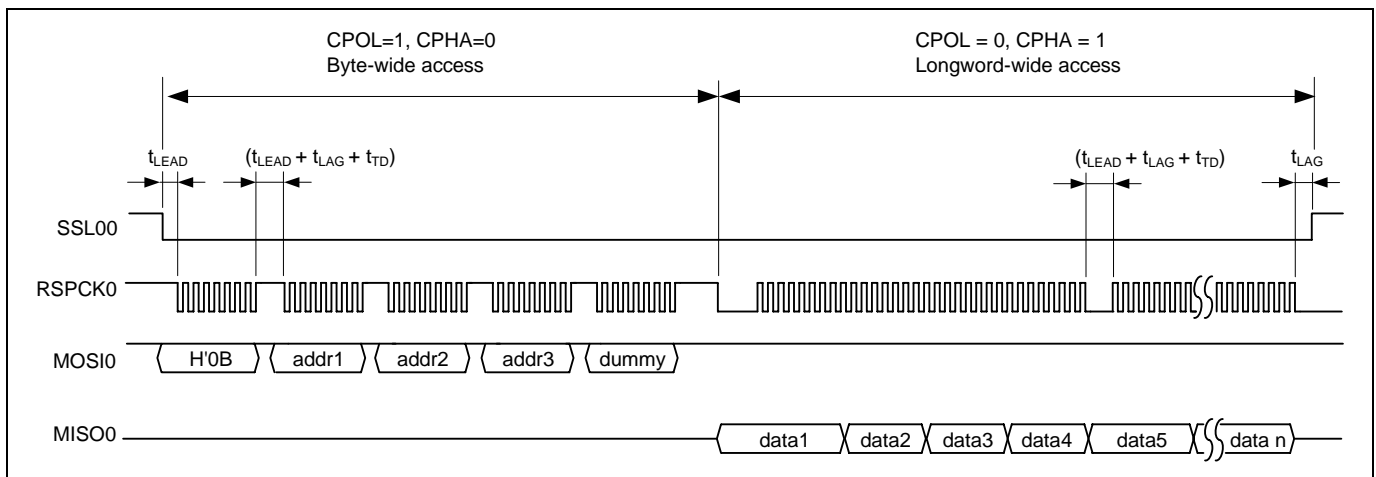 CPOL=1, CPHA=0
Byte-wide access
CPOL = 0, CPHA = 1
Longword-wide access
tLEAD
(tLEAD + tLAG + tTD)
(tLEAD + tLAG + tTD)
tLAG
SSL00
RSPCK0
MOSI0
H'0B
addr1
addr2
addr3
dummy
MISO0
data1
data2
data3
data4
data5
data n